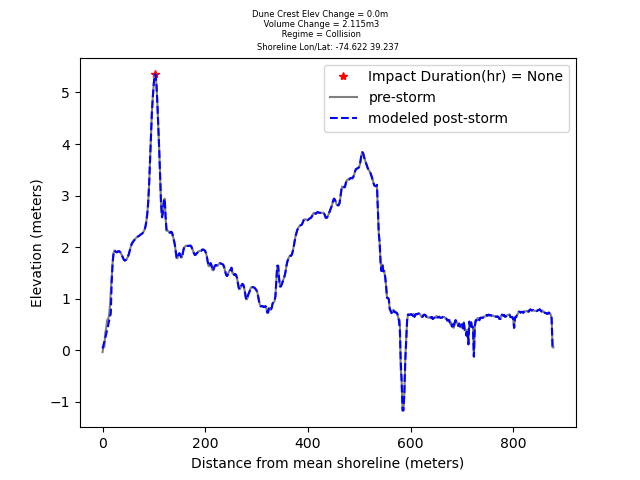 Dune Crest Elev Change = 0.0m
Volume Change = 2.115m3
Regime = Collision
Shoreline Lon/Lat: -74.622 39.237
Impact Duration(hr) = None
pre-storm
modeled post-storm
Elevation (meters)
5
4
3
2
1
0
−1
0 200 400 600 800
Distance from mean shoreline (meters)